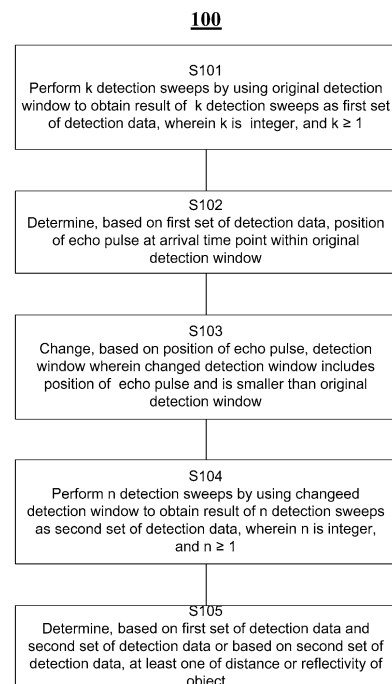 100
S101
Perform k detection sweeps by using original detection
window to obtain result of k detection sweeps as first set
of detection data, wherein k is integer, and k ≥ 1
S102
Determine, based on first set of detection data, position
of echo pulse at arrival time point within original
detection window
S103
Change, based on position of echo pulse, detection
window wherein changed detection window includes
position of echo pulse and is smaller than original
detection window
S104
Perform n detection sweeps by using changeed
detection window to obtain result of n detection sweeps
as second set of detection data, wherein n is integer,
and n ≥ 1
S105
Determine, based on first set of detection data and
second set of detection data or based on second set of
detection data, at least one of distance or reflectivity of
object